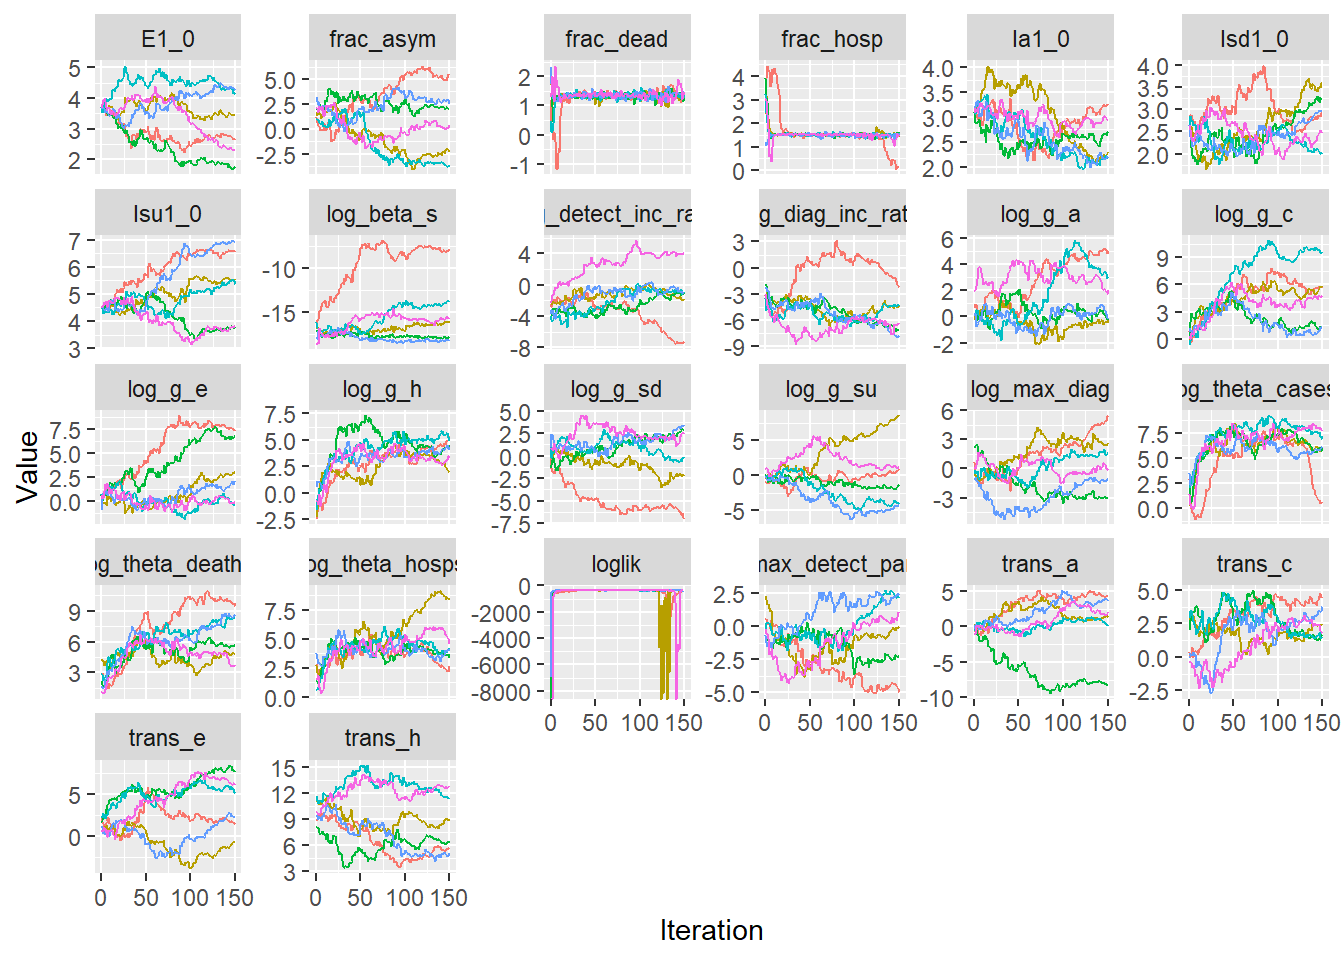 E1_0 frac_asym frac_dead frac_hosp Ia1_0 Isd1_0
5 4 3 2
5.0 2.5 0.0 -2.5
2 1 0 -1
4 3 2 1 0
4.0 3.5 3.0 2.5 2.0
4.0 3.5 3.0 2.5 2.0
Isu1_0 log_beta_s _detect_inc_ra g_diag_inc_rat log_g_a log_g_c
7 6 5 4 3
-10 -15
4 0 -4 -8
3 0 -3 -6 -9
6 4 2 0 -2
9 6 3 0
log_g_e log_g_h log_g_sd log_g_su log_max_diag og_theta_cases
7.5 5.0 2.5 0.0
7.5 5.0 2.5 0.0 -2.5
5.0 2.5 0.0 -2.5 -5.0 -7.5
5 0 -5
6 3 0 -3
7.5 5.0 2.5 0.0
og_theta_death og_theta_hosps loglik max_detect_par trans_a trans_c
9 6 3
7.5 5.0 2.5 0.0
0 -2000 -4000 -6000 -8000
2.5 0.0 -2.5 -5.0
5 0 -5 -10
5.0 2.5 0.0 -2.5
0 50 100 150 0 50 100 150 0 50 100 150 0 50 100 150
trans_e trans_h
5 0
15 12 9 6 3
0 50 100 150 0 50 100 150
Value
Iteration